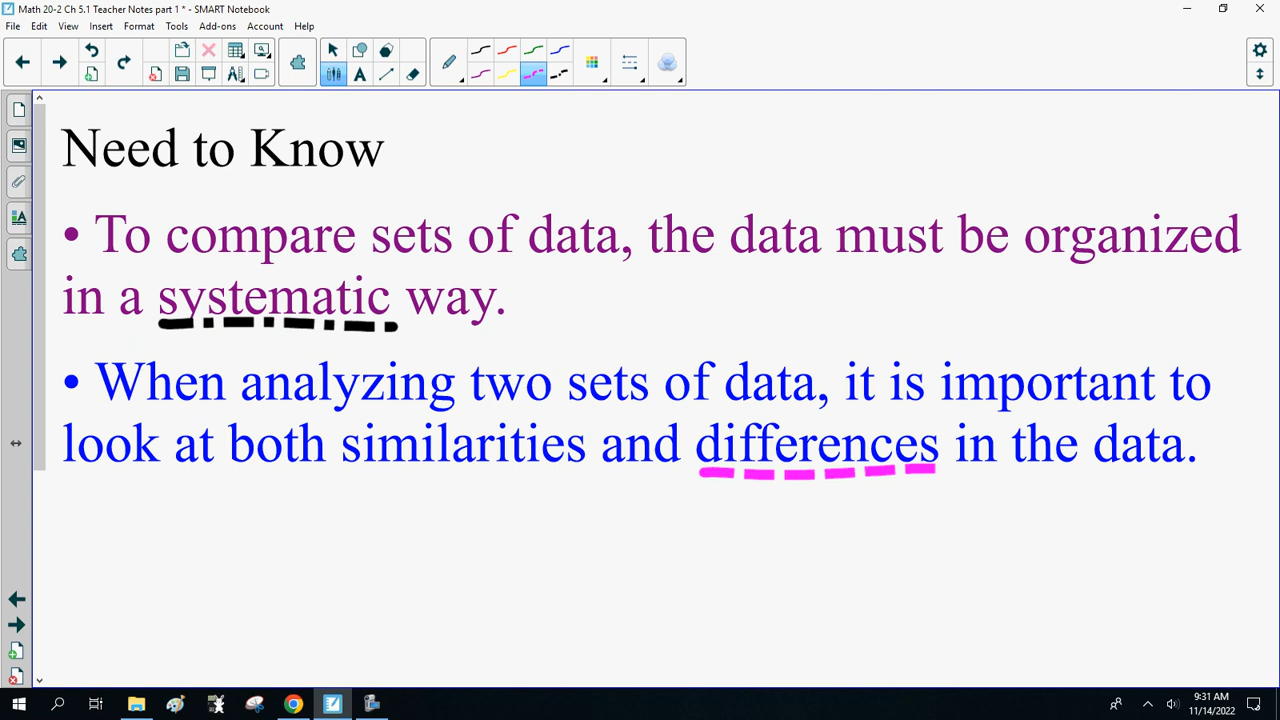 Math 20-2 Ch 5.1 Teacher Notes part 1 * - SMART Notebook
File Edit View Insert Format Tools Add-ons Account Help
Need to Know
• To compare sets of data, the data must be organized
in a systematic way.
• When analyzing two sets of data, it is important to
look at both similarities and differences in the data.
9:31 AM
11/14/2022